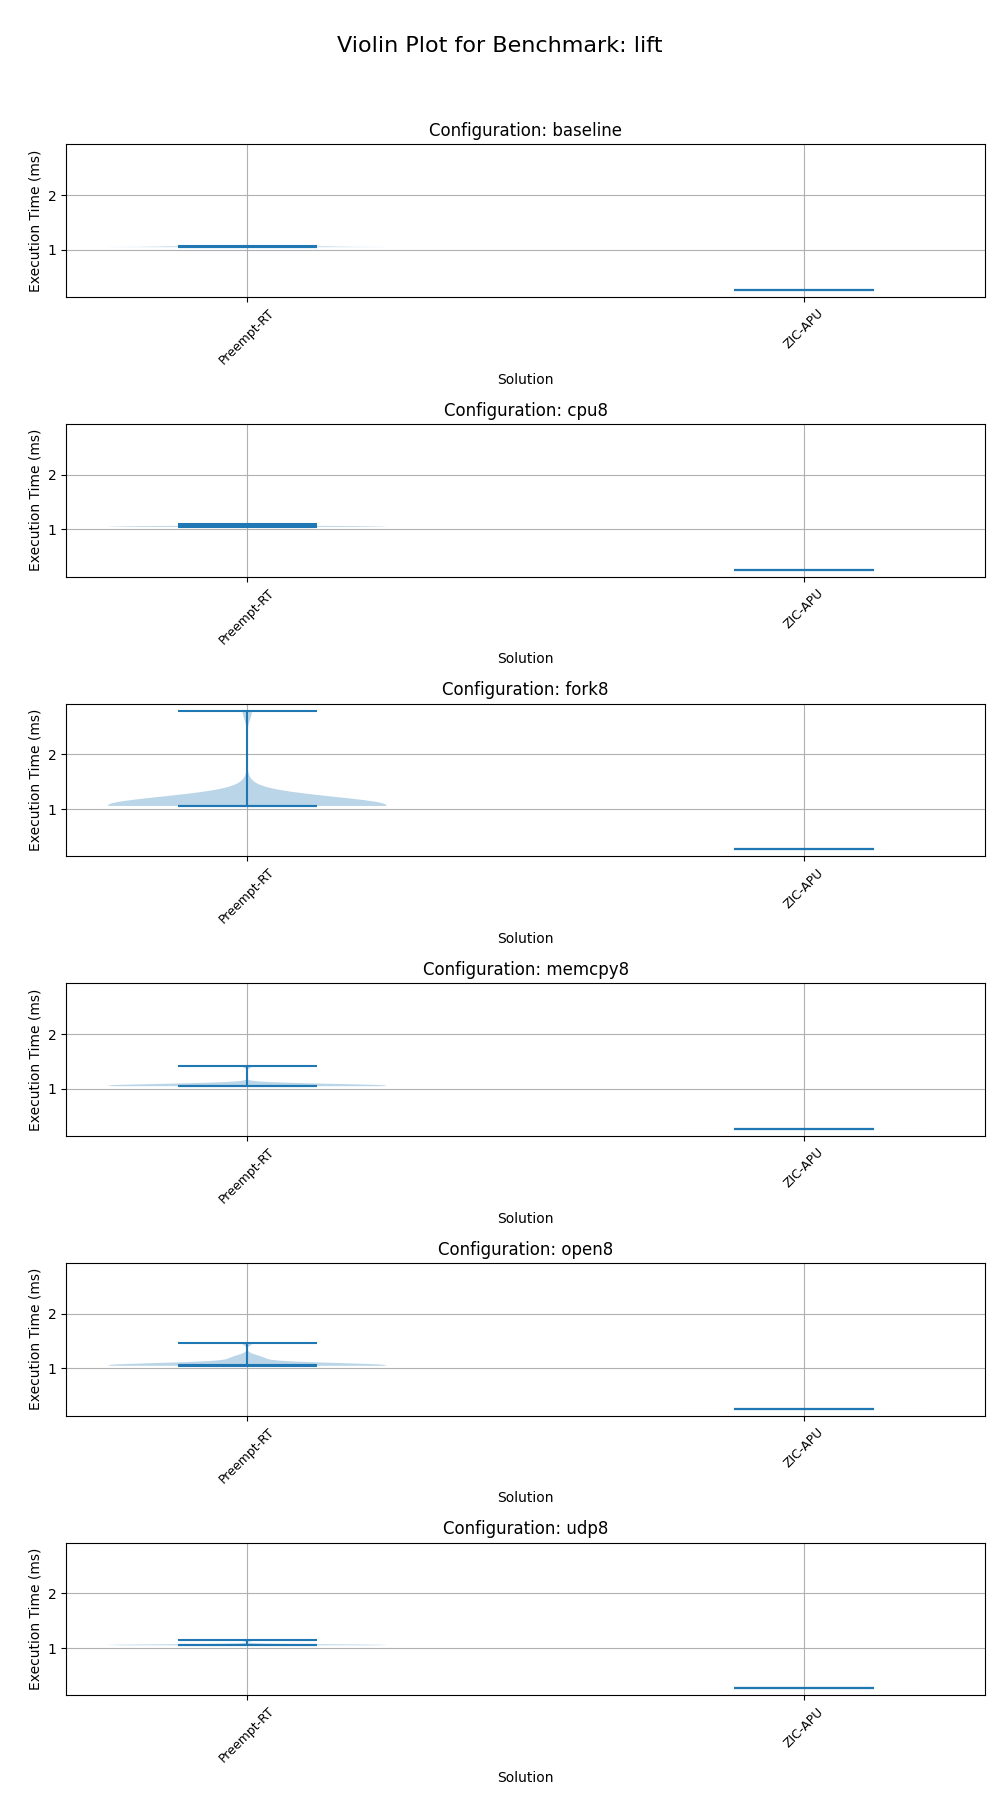 Violin Plot for Benchmark: lift
Configuration: baseline
Execution Time (ms)
2
1
Preempt-RT
ZIC-APU
Solution
Configuration: cpu8
Execution Time (ms)
2
1
Preempt-RT
ZIC-APU
Solution
Configuration: fork8
Execution Time (ms)
2
1
Preempt-RT
ZIC-APU
Solution
Configuration: memcpy8
Execution Time (ms)
2
1
Preempt-RT
ZIC-APU
Solution
Configuration: open8
Execution Time (ms)
2
1
Preempt-RT
ZIC-APU
Solution
Configuration: udp8
Execution Time (ms)
2
1
Preempt-RT
ZIC-APU
Solution